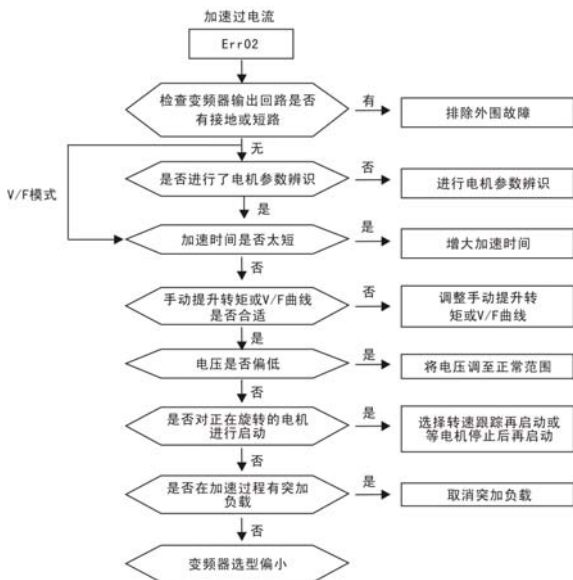 加速过电流
Err02
检查变频器输出回路是否
有接地或短路
有
排除外围故障
无
V/F模式
是否进行了电机参数辨识
否
进行电机参数辨识
是
加速时间是否太短
是
增大加速时间
否
手动提升转矩或V/F曲线
是否合适
否
调整手动提升转
矩或V/F曲线
是
电压是否偏低
是
将电压调至正常范围
否
是否对正在旋转的电机
进行启动
是
选择转速跟踪再启动或
等电机停止后再启动
否
是否在加速过程有突加
负载
是
取消突加负载
否
变频器选型偏小